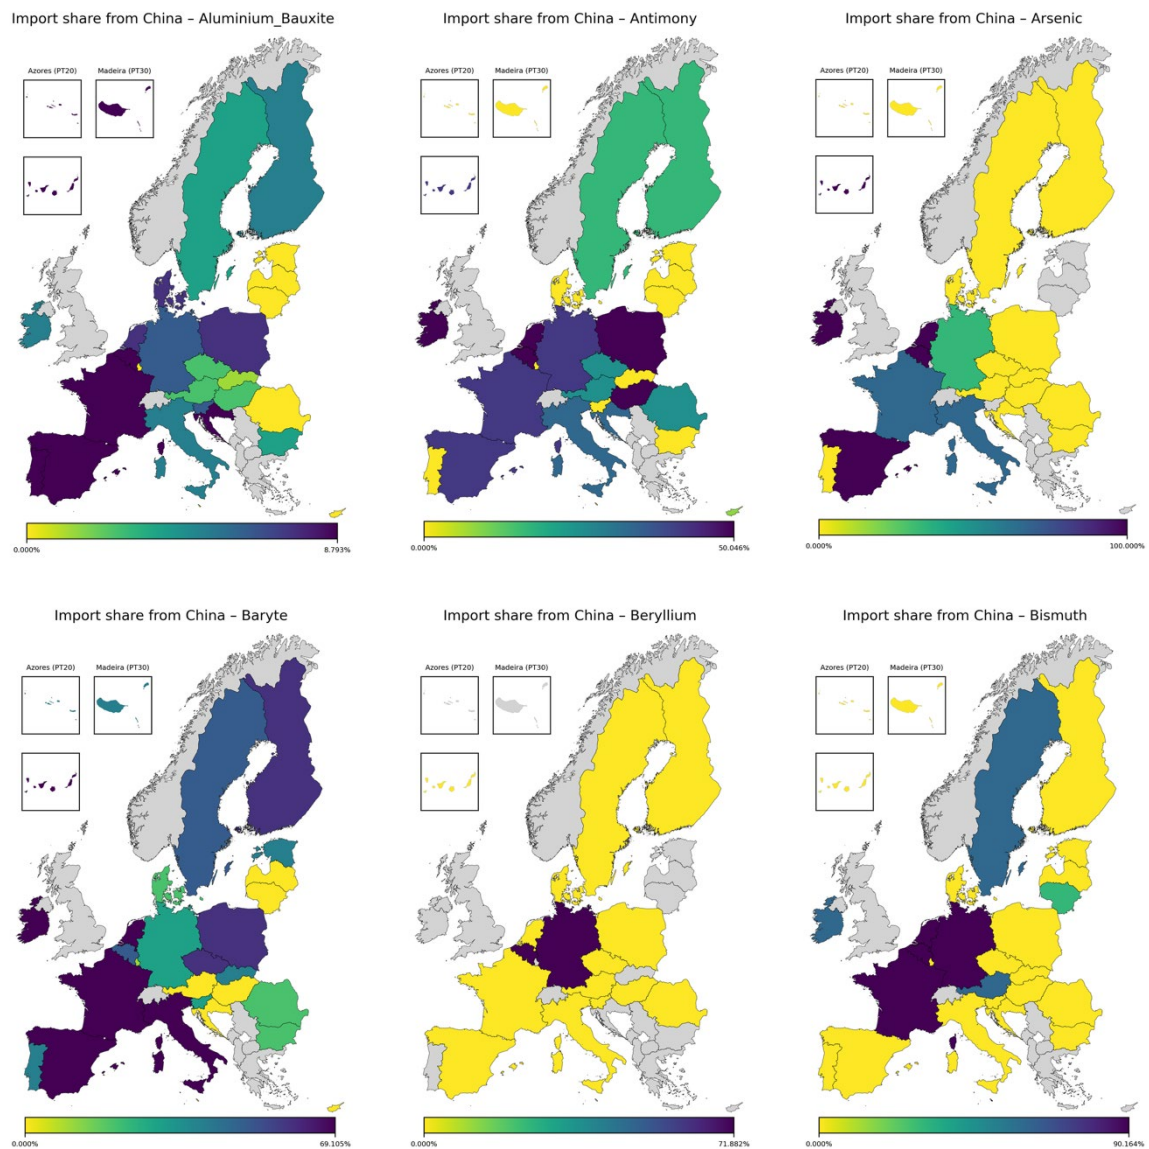 Import share from China – Aluminium_Bauxite
Import share from China – Antimony
Import share from China – Arsenic
Azores (PT20)
Madeira (PT30)
Azores (PT20)
Madeira (PT30)
Azores (PT20)
Madeira (PT30)
0.000%
8.793%
0.000%
50.046%
0.000%
100.000%
Import share from China – Baryte
Import share from China – Beryllium
Import share from China – Bismuth
Azores (PT20)
Madeira (PT30)
Azores (PT20)
Madeira (PT30)
Azores (PT20)
Madeira (PT30)
0.000%
69.105%
0.000%
71.882%
0.000%
90.164%